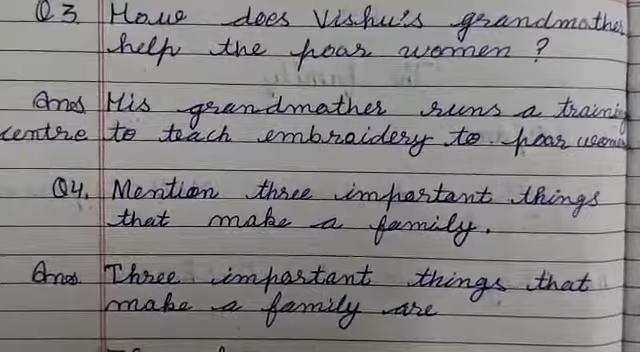 Q3. How does Vishu's grandmother
help the poor women ?
Ans. His grandmother runs a training
centre to teach embroidery to poor women
Q4. Mention three important things
that make a family.
Ans. Three important things that
make a family are